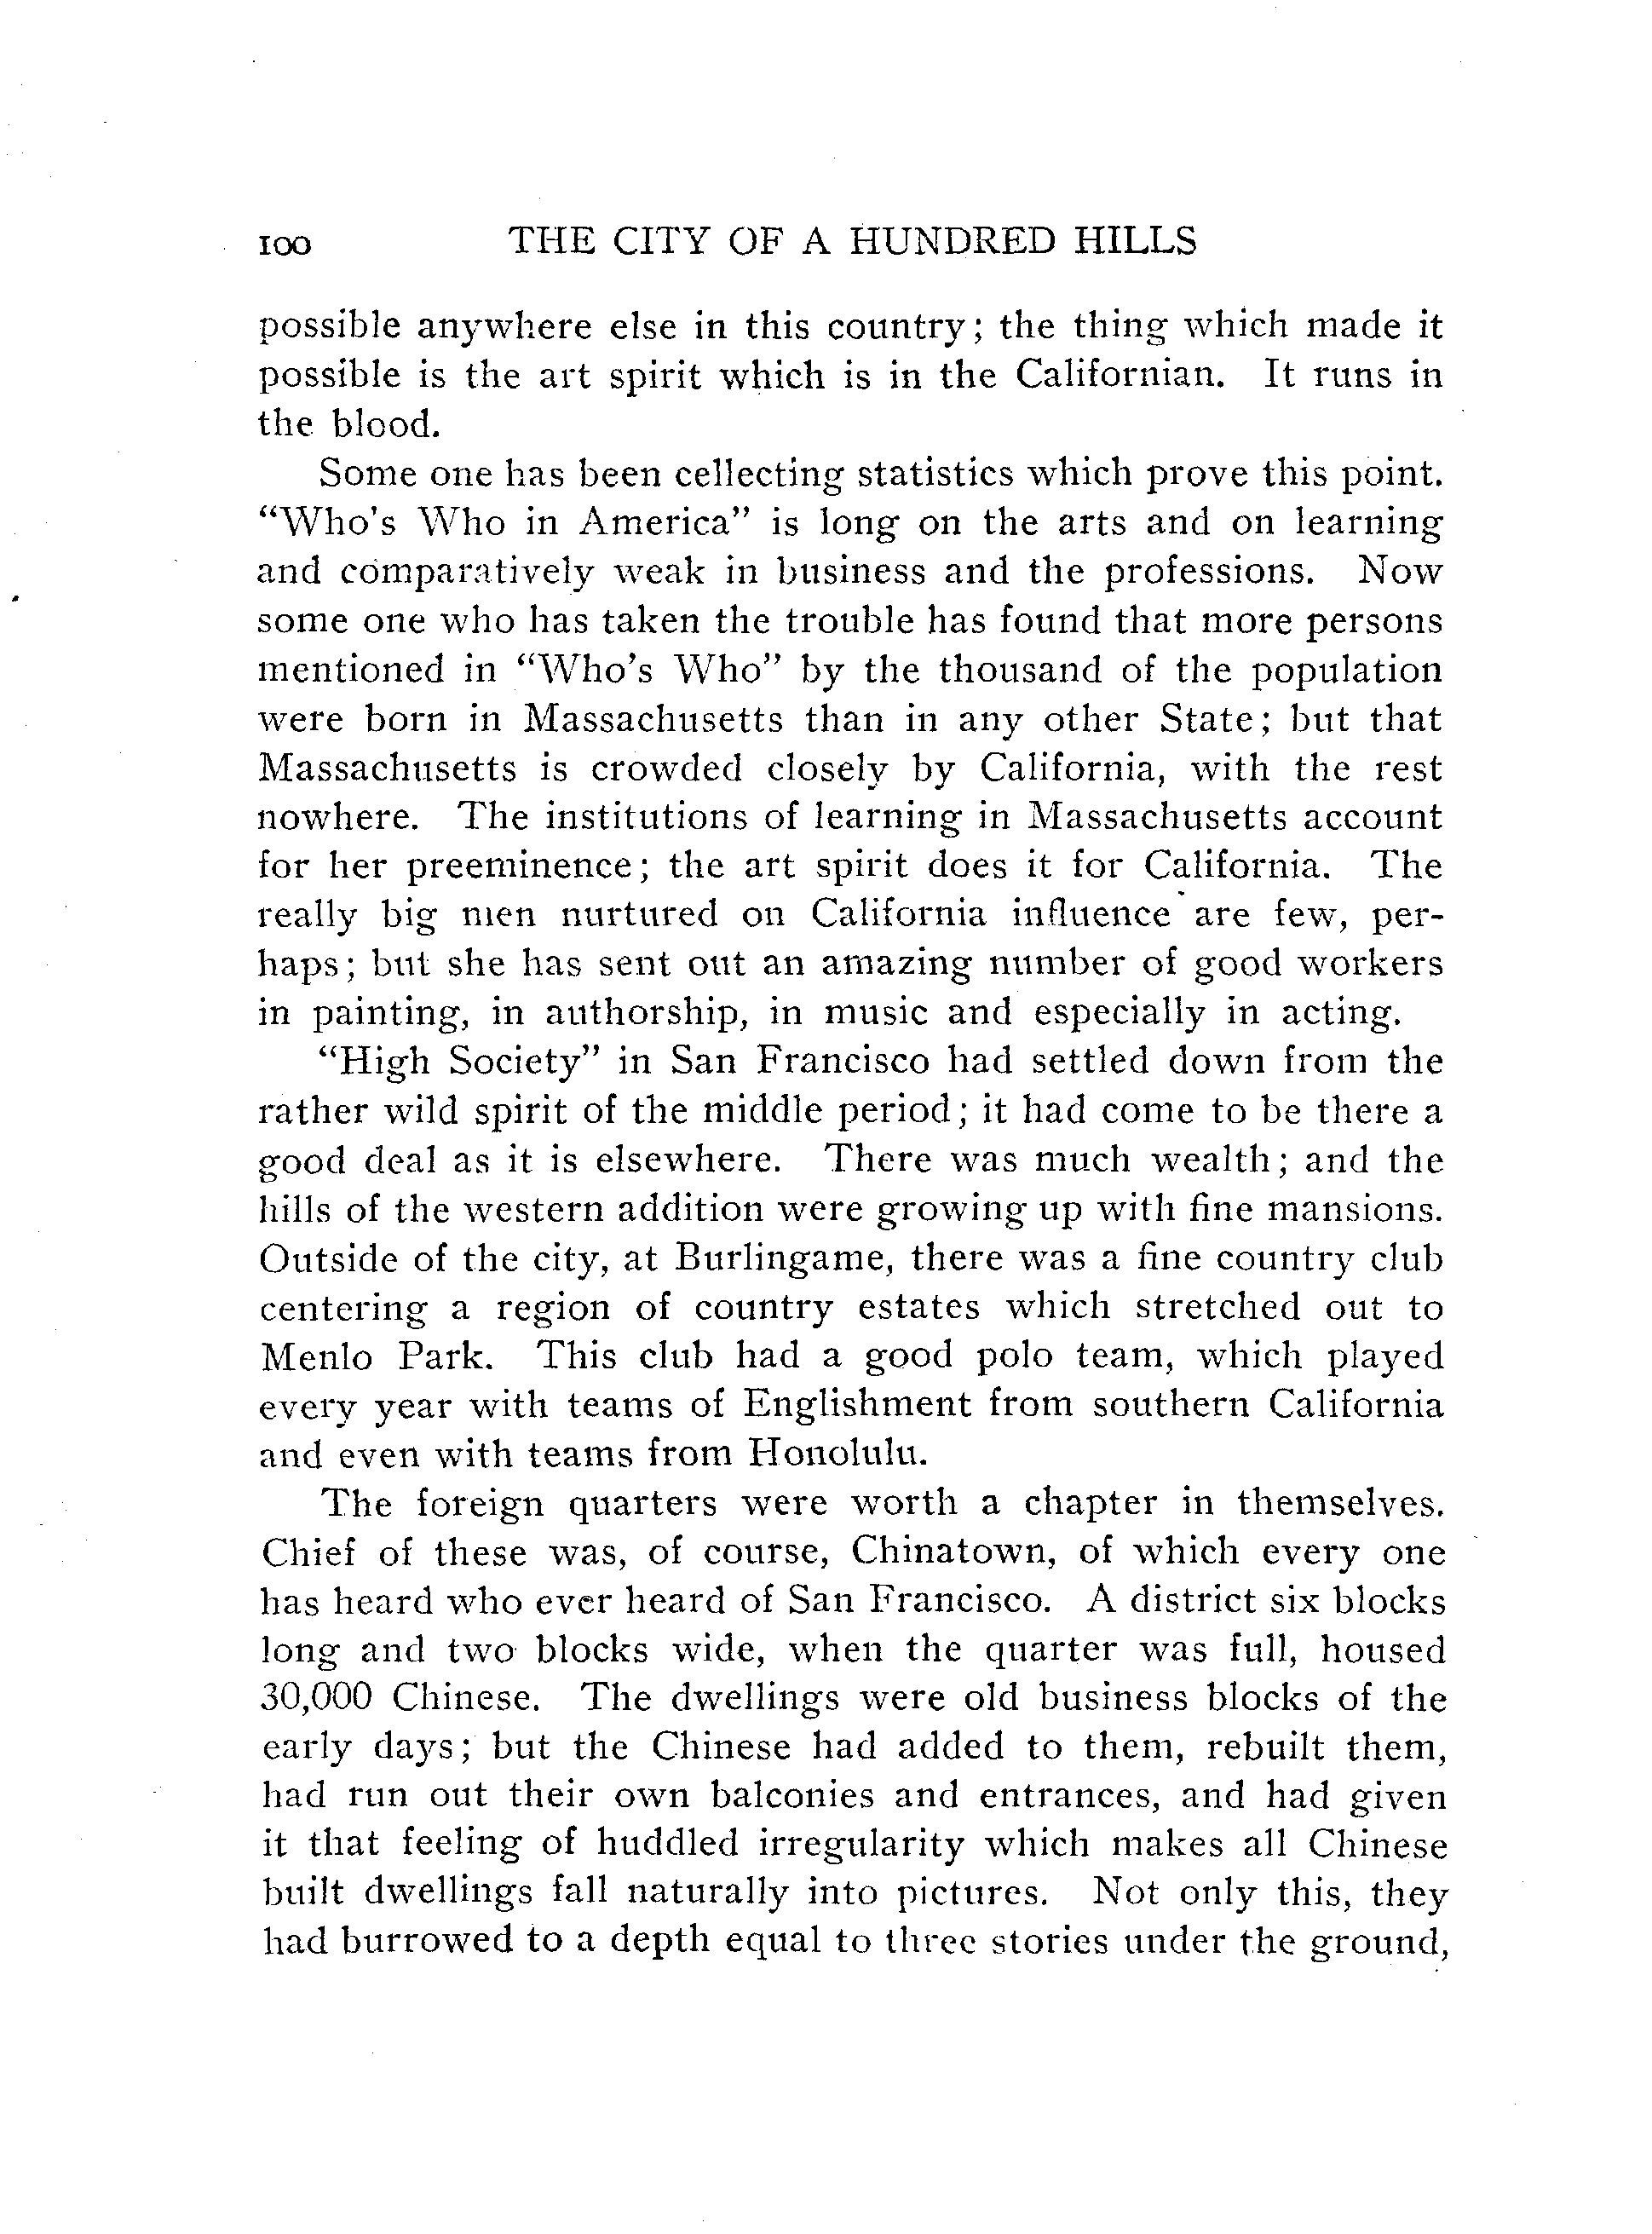 100 THE CITY OF A HUNDRED HILLS
possible anywhere else in this country; the thing which made it
possible is the art spirit which is in the Californian. It runs in
the blood.
Some one has been cellecting statistics which prove this point.
“Who's Who in America” is long on the arts and on learning
and comparatively weak in business and the professions. Now
some one who has taken the trouble has found that more persons
mentioned in “Who's Who” by the thousand of the population
were born in Massachusetts than in any other State; but that
Massachusetts is crowded closely by California, with the rest
nowhere. The institutions of learning in Massachusetts account
for her preeminence; the art spirit does it for California. The
really big men nurtured on California influence are few, per-
haps; but she has sent out an amazing number of good workers
in painting, in authorship, in music and especially in acting.
“High Society” in San Francisco had settled down from the
rather wild spirit of the middle period; it had come to be there a
good deal as it is elsewhere. There was much wealth; and the
hills of the western addition were growing up with fine mansions.
Outside of the city, at Burlingame, there was a fine country club
centering a region of country estates which stretched out to
Menlo Park. This club had a good polo team, which played
every year with teams of Englishment from southern California
and even with teams from Honolulu.
The foreign quarters were worth a chapter in themselves.
Chief of these was, of course, Chinatown, of which every one
has heard who ever heard of San Francisco. A district six blocks
long and two blocks wide, when the quarter was full, housed
30,000 Chinese. The dwellings were old business blocks of the
early days; but the Chinese had added to them, rebuilt them,
had run out their own balconies and entrances, and had given
it that feeling of huddled irregularity which makes all Chinese
built dwellings fall naturally into pictures. Not only this, they
had burrowed to a depth equal to three stories under the ground,